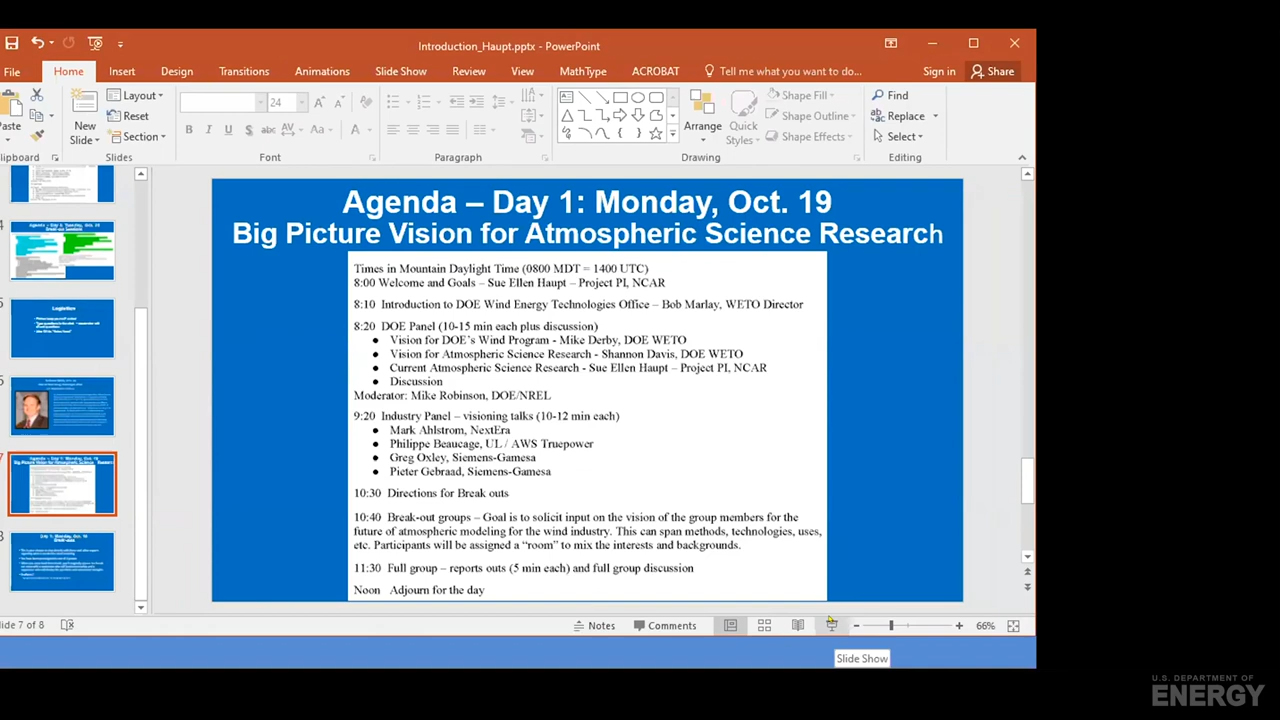 Introduction_Haupt.pptx - PowerPoint
File
Home
Insert
Design
Transitions
Animations
Slide Show
Review
View
MathType
ACROBAT
Tell me what you want to do...
Sign in
Share
aste
New
Slide
Layout
Reset
Section
24
B I U S abc AV Aa A
Arrange
Quick
Styles
Shape Fill
Shape Outline
Shape Effects
Find
Replace
Select
lipboard
Slides
Font
Paragraph
Drawing
Editing
Agenda – Day 1: Monday, Oct. 19
Big Picture Vision for Atmospheric Science Research
Times in Mountain Daylight Time (0800 MDT = 1400 UTC)
8:00 Welcome and Goals – Sue Ellen Haupt – Project PI, NCAR
8:10 Introduction to DOE Wind Energy Technologies Office – Bob Marlay, WETO Director
8:20 DOE Panel (10-15 min each plus discussion)
● Vision for DOE's Wind Program - Mike Derby, DOE WETO
● Vision for Atmospheric Science Research - Shannon Davis, DOE WETO
● Current Atmospheric Science Research - Sue Ellen Haupt – Project PI, NCAR
● Discussion
Moderator: Mike Robinson, DOE/NREL
9:20 Industry Panel – visioning talks (10-12 min each)
● Mark Ahlstrom, NextEra
● Philippe Beaucage, UL / AWS Truepower
● Greg Oxley, Siemens-Gamesa
● Pieter Gebraad, Siemens-Gamesa
10:30 Directions for Break outs
10:40 Break-out groups – Goal is to solicit input on the vision of the group members for the
future of atmospheric modeling for the wind industry. This can span methods, technologies, uses,
etc. Participants will be assigned a “room” to mix the interests and backgrounds.
11:30 Full group – reports outs (5 min each) and full group discussion
Noon Adjourn for the day
lide 7 of 8
Notes
Comments
66%
Slide Show
U.S. DEPARTMENT OF
ENERGY